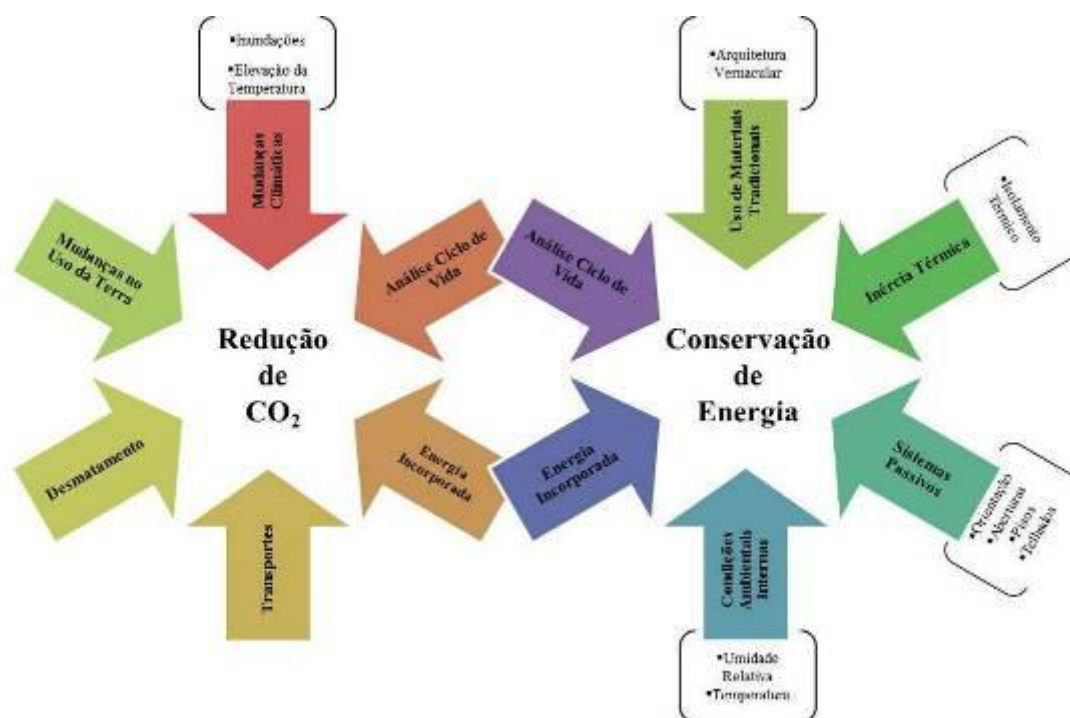 ▪Inundações
▪Elevação da
Temperatura
Mudanças
Climáticas
▪Arquitetura
Vernacular
Uso de Materiais
Tradicionais
▪Isolamento
Térmico
Mudanças no
Uso da Terra
Análise Ciclo de
Vida
Análise Ciclo de
Vida
Inércia Térmica
Redução
de
CO₂
Conservação
de
Energia
Desmatamento
Energia
Incorporada
Energia
Incorporada
Sistemas
Passivos
▪Orientação
▪Aberturas
▪Pisos
▪Telhados
Transportes
Condições
Ambientais
Internas
▪Umidade
Relativa
▪Temperatura